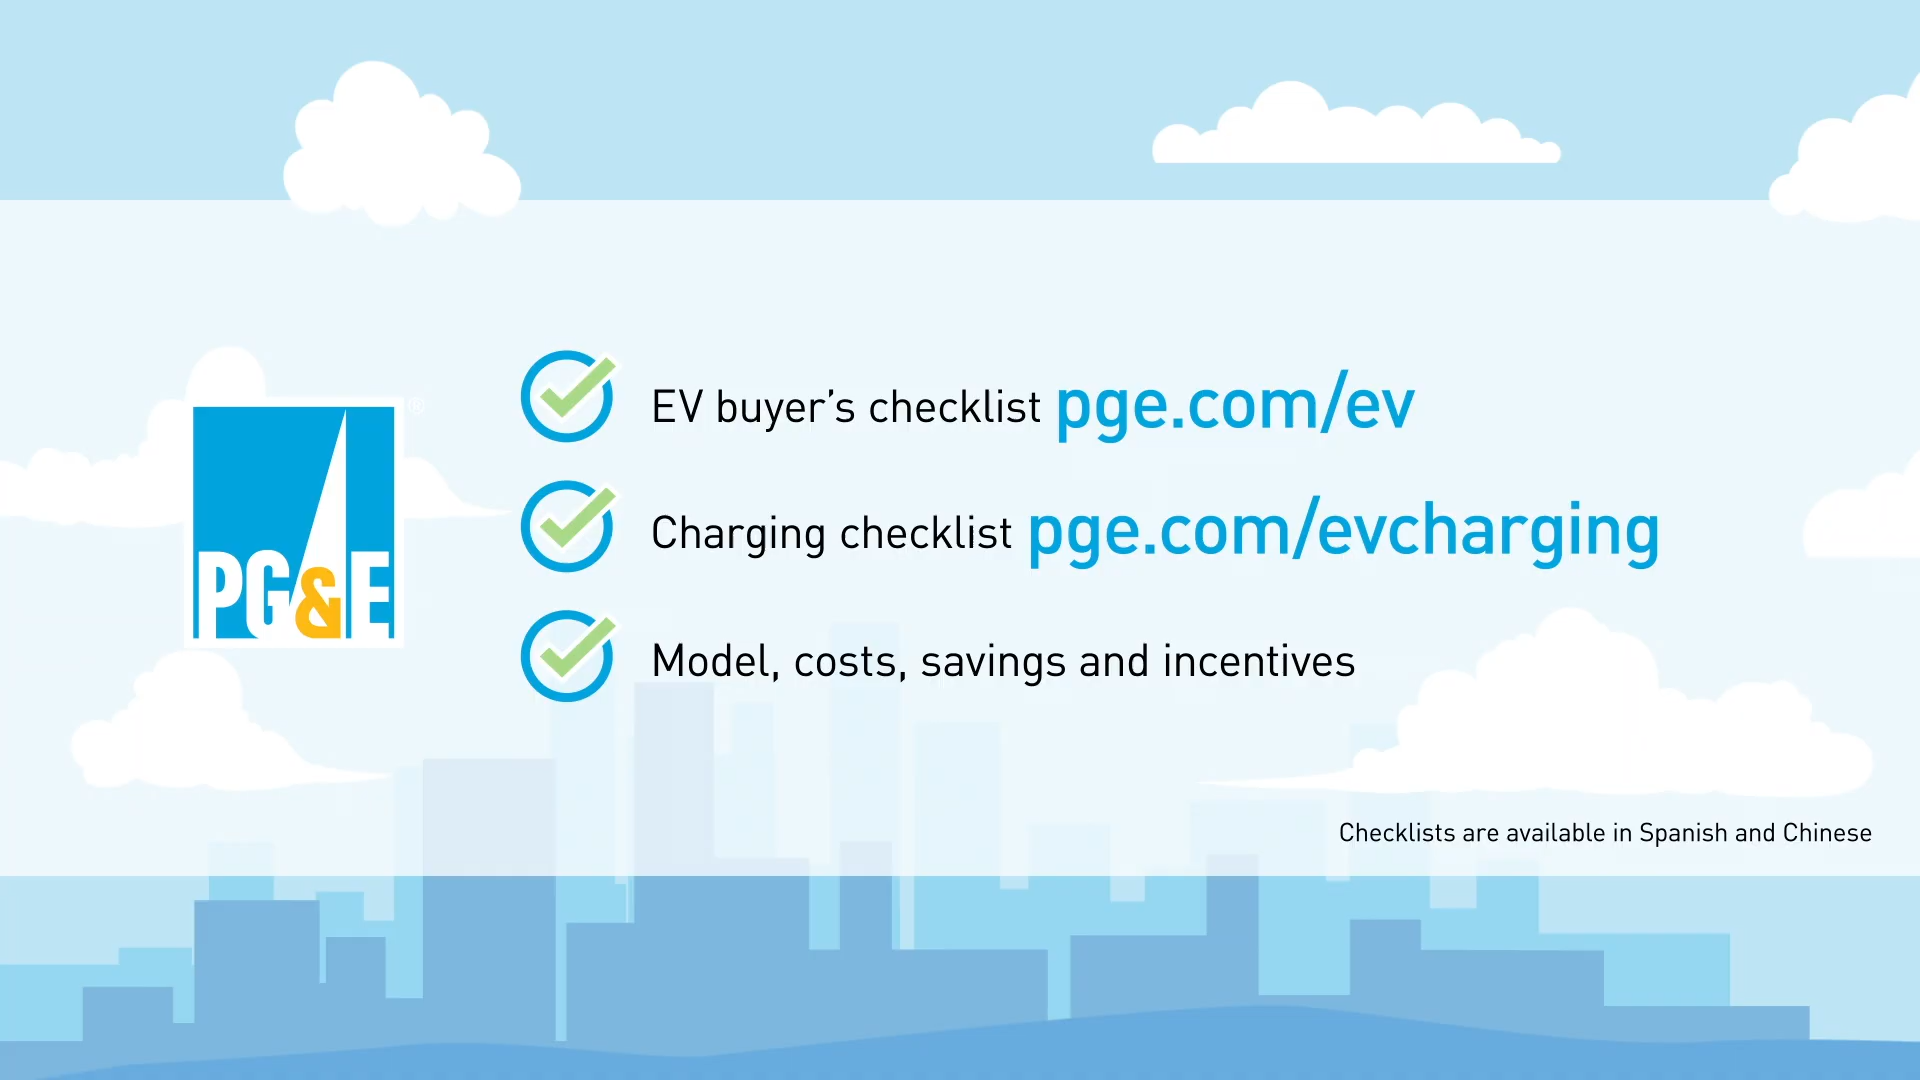 EV buyer’s checklist pge.com/ev
PG&E®
Charging checklist pge.com/evcharging
Model, costs, savings and incentives
Checklists are available in Spanish and Chinese